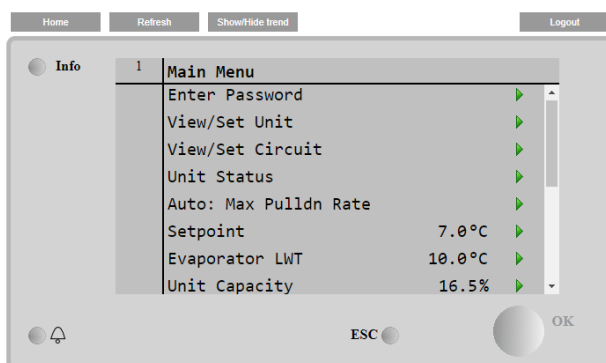 Home Refresh Show/Hide trend Logout
Info 1 Main Menu
Enter Password
View/Set Unit
View/Set Circuit
Unit Status
Auto: Max Pulldn Rate
Setpoint 7.0°C
Evaporator LWT 10.0°C
Unit Capacity 16.5%
ESC OK